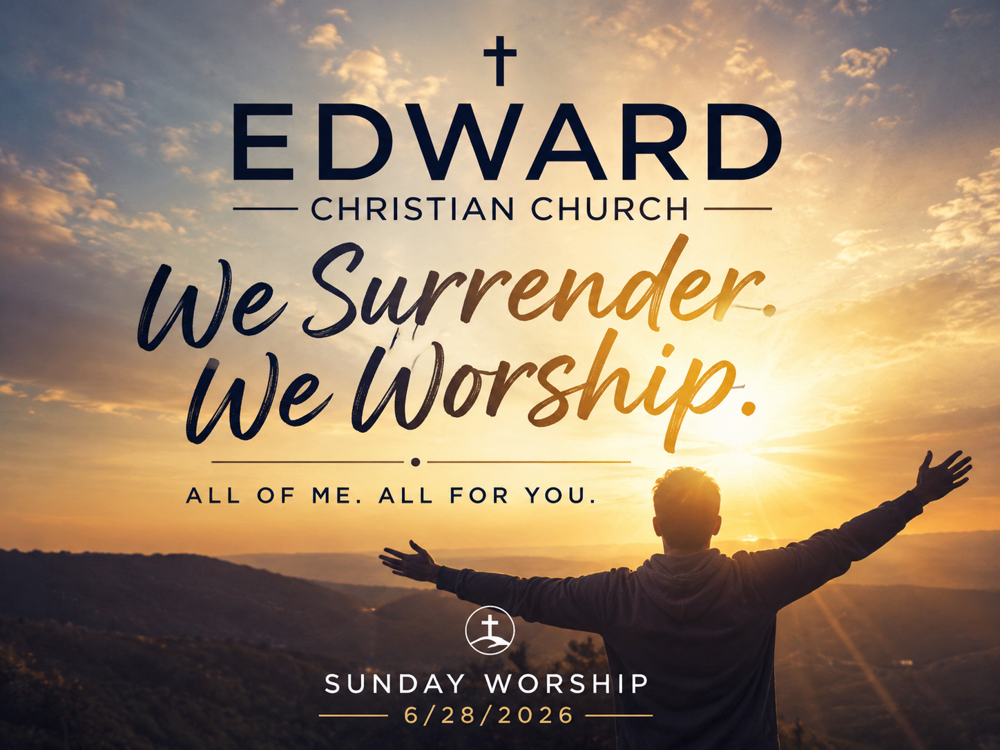 EDWARD
CHRISTIAN CHURCH
We Surrender.
We Worship.
ALL OF ME. ALL FOR YOU.
SUNDAY WORSHIP
6/28/2026